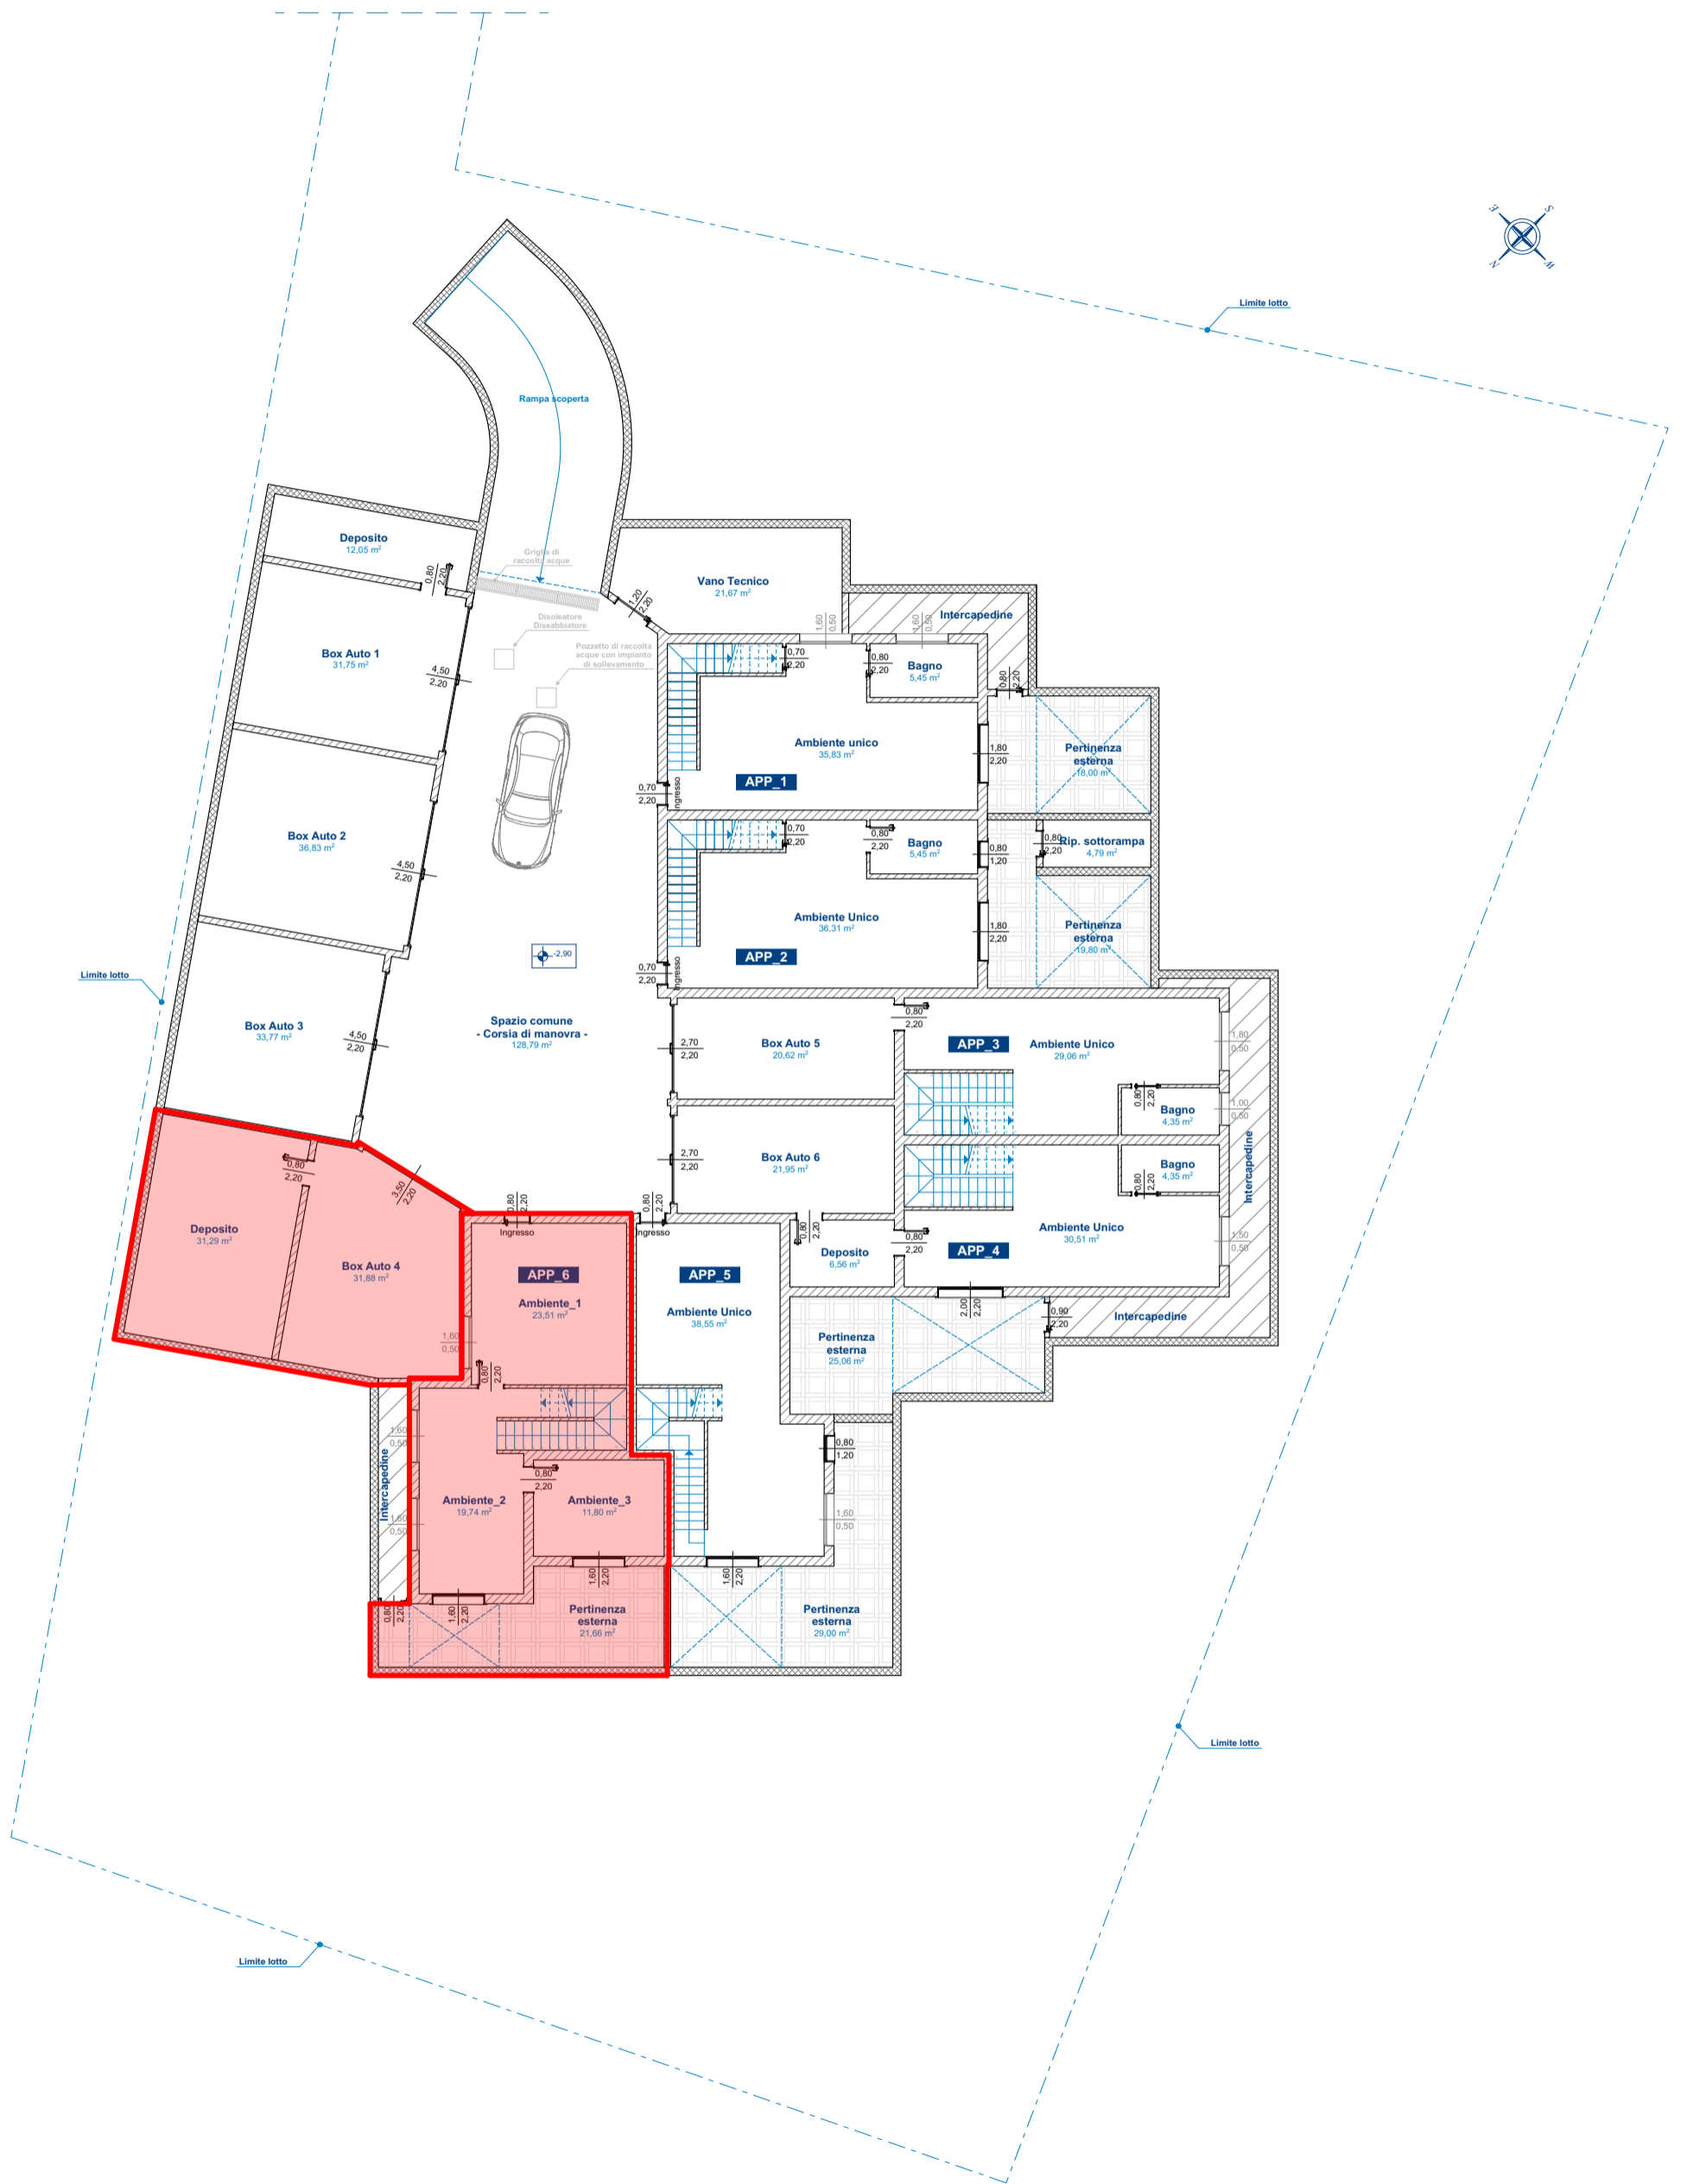 S
E
W
N
Limite lotto
Rampa scoperta
Deposito
12,05 m²
0,80
2,20
Griglia di
raccolta acque
1,20
2,20
Vano Tecnico
21,67 m²
Intercapedine
1,60
0,50
1,60
0,50
Disoleatore
Dissabbiatore
Pozzetto di raccolta
acque con impianto
di sollevamento
Box Auto 1
31,75 m²
4,50
2,20
0,70
2,20
0,80
2,20
Bagno
5,45 m²
0,80
2,20
Ambiente unico
35,83 m²
APP_1
1,80
2,20
Pertinenza
esterna
18,00 m²
0,70
2,20
Ingresso
Box Auto 2
36,83 m²
4,50
2,20
0,70
2,20
0,80
2,20
Bagno
5,45 m²
0,80
1,20
0,80
2,20
Rip. sottorampa
4,79 m²
Ambiente Unico
36,31 m²
APP_2
1,80
2,20
Pertinenza
esterna
19,80 m²
0,70
2,20
Ingresso
-2,90
Limite lotto
Box Auto 3
33,77 m²
4,50
2,20
Spazio comune
- Corsia di manovra -
128,79 m²
2,70
2,20
Box Auto 5
20,62 m²
0,80
2,20
APP_3
Ambiente Unico
29,06 m²
1,80
0,50
0,80
2,20
Bagno
4,35 m²
1,00
0,50
Intercapedine
2,70
2,20
Box Auto 6
21,95 m²
Bagno
4,35 m²
0,80
2,20
0,80
2,20
3,50
2,20
Deposito
31,29 m²
Box Auto 4
31,88 m²
0,80
2,20
Ingresso
0,80
2,20
Ingresso
0,80
2,20
Deposito
6,56 m²
0,80
2,20
APP_4
Ambiente Unico
30,51 m²
1,50
0,50
APP_6
Ambiente_1
23,51 m²
APP_5
Ambiente Unico
38,55 m²
2,00
2,20
0,90
2,20
Intercapedine
1,60
0,50
0,80
2,20
Pertinenza
esterna
25,06 m²
1,60
0,50
Intercapedine
0,80
1,20
0,80
2,20
Ambiente_2
19,74 m²
Ambiente_3
11,80 m²
1,60
0,50
1,60
0,50
1,60
2,20
1,60
2,20
0,80
2,20
1,60
2,20
Pertinenza
esterna
21,66 m²
Pertinenza
esterna
29,00 m²
Limite lotto
Limite lotto